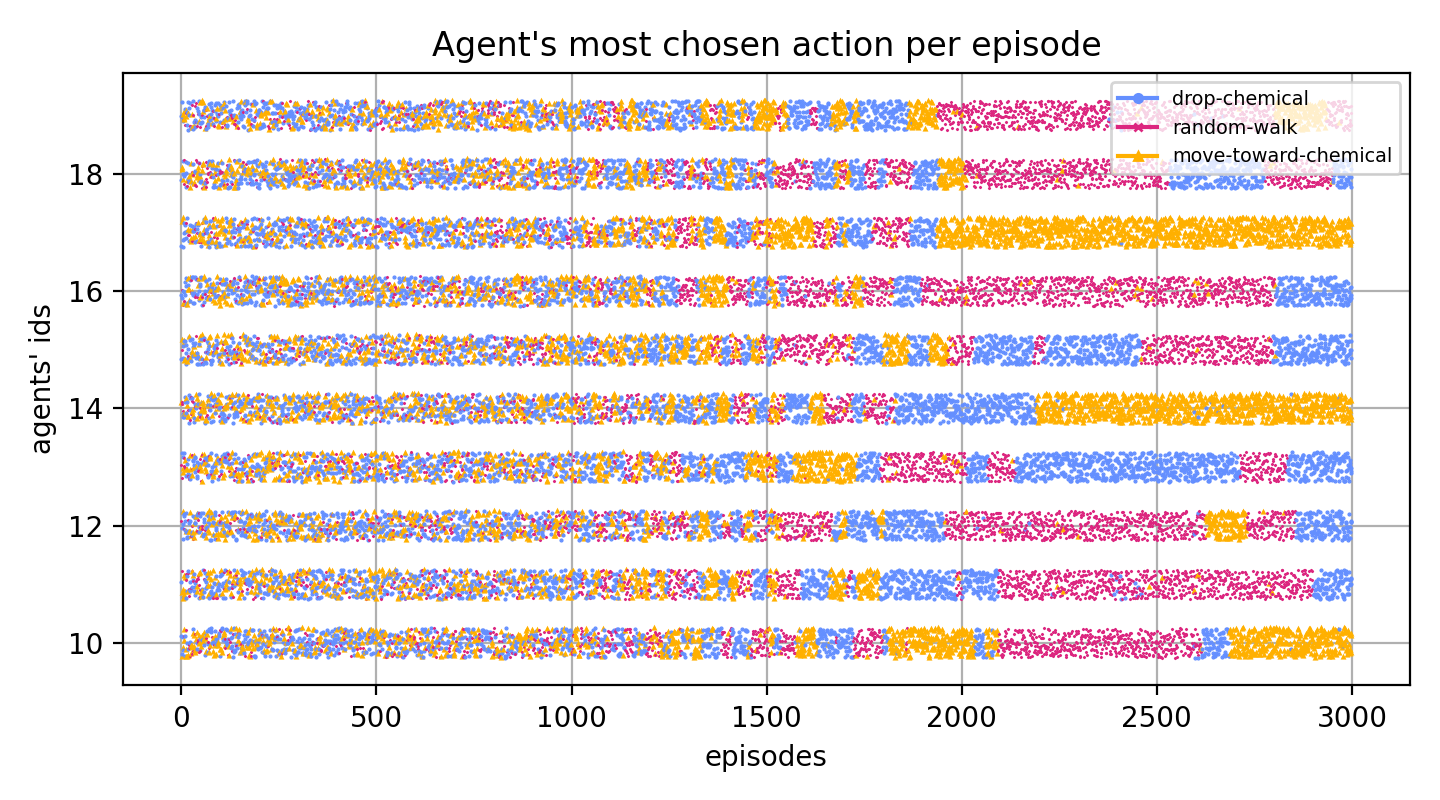 Agent's most chosen action per episode
drop-chemical
random-walk
move-toward-chemical
agents' ids
18
16
14
12
10
0 500 1000 1500 2000 2500 3000
episodes